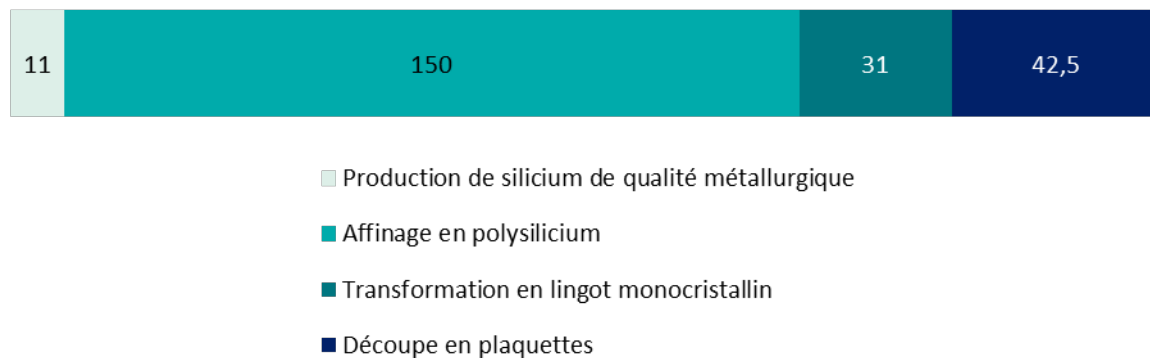 11 150 31 42,5
Production de silicium de qualité métallurgique
Affinage en polysilicium
Transformation en lingot monocristallin
Découpe en plaquettes